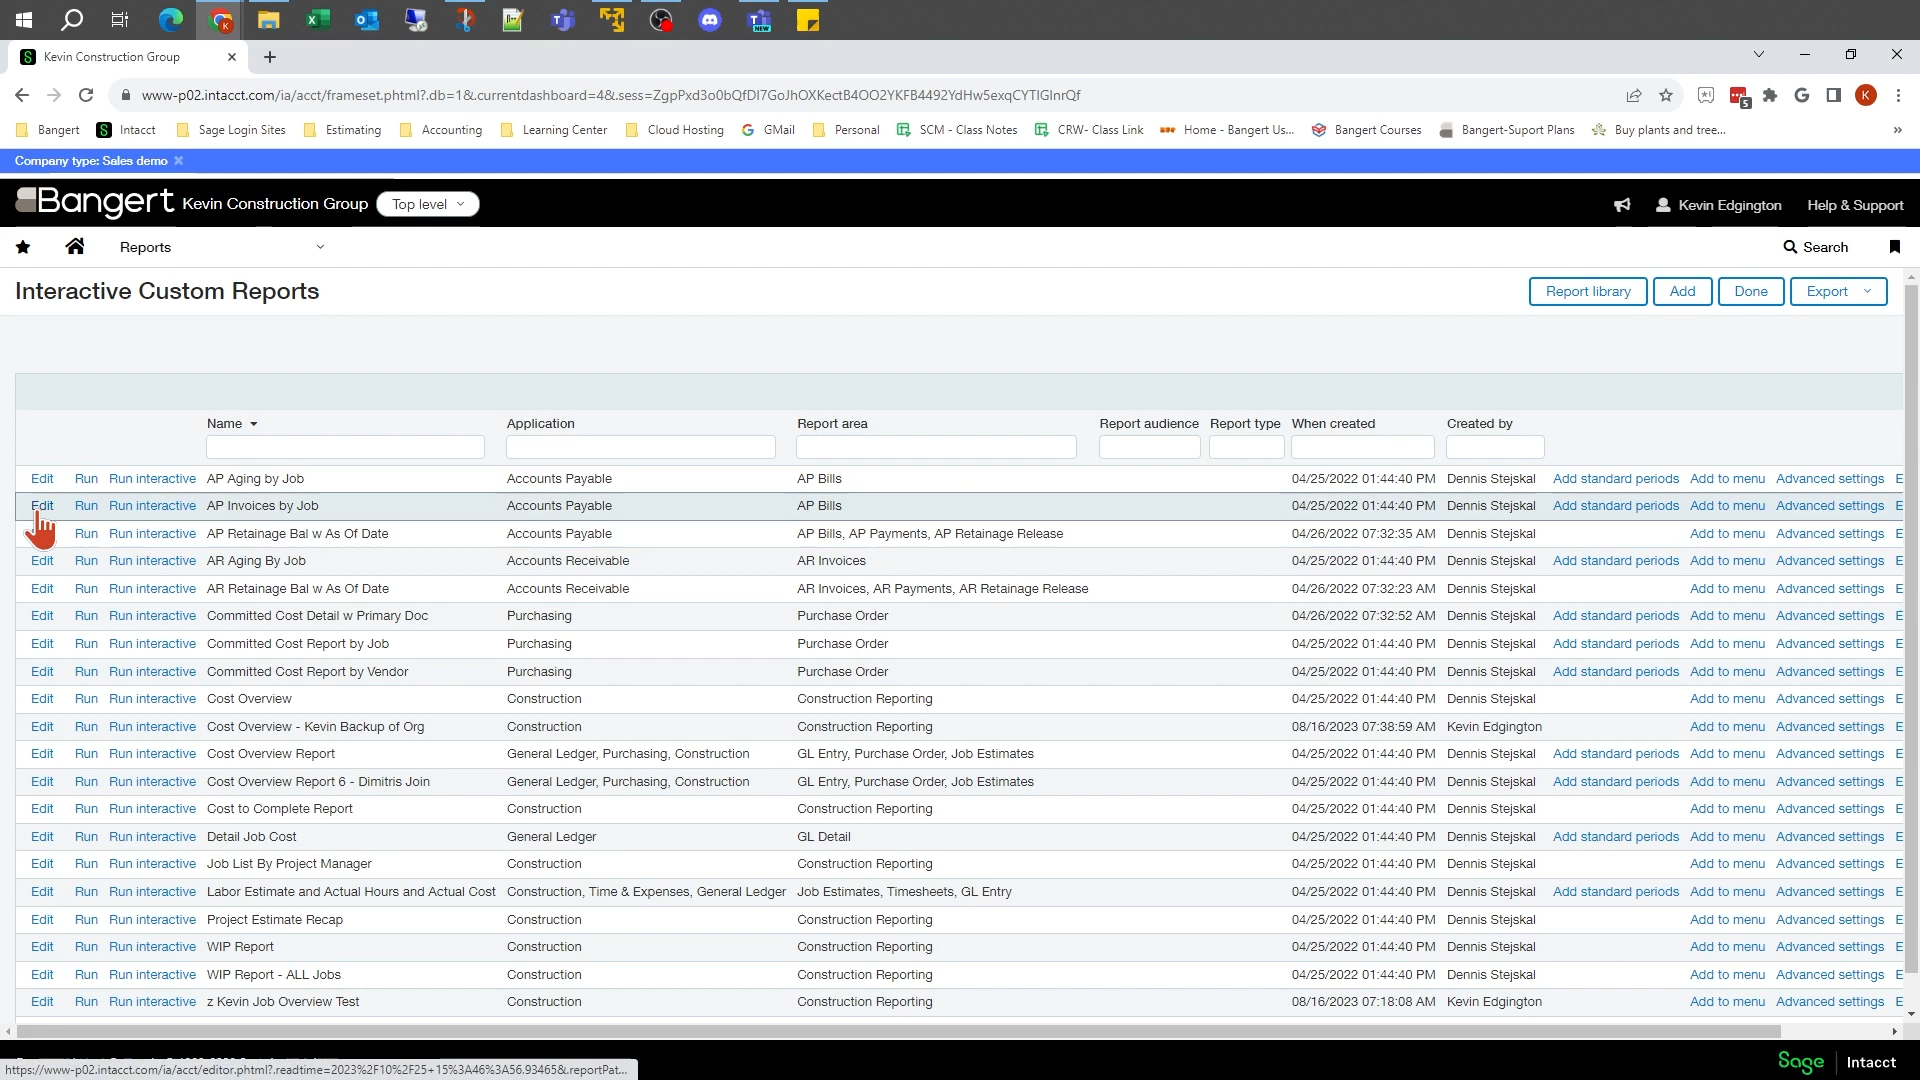 Kevin Construction Group
www-p02.intacct.com/ia/acct/frameset.phtml?.db=1&.currentdashboard=4&.sess=ZgpPxd3o0bQfDI7GoJhOXKectB4OO2YKFB4492YdHw5exqCYTIGInrQf
5
K
Bangert Intacct Sage Login Sites Estimating Accounting Learning Center Cloud Hosting GMail Personal SCM - Class Notes CRW- Class Link Home - Bangert Us... Bangert Courses Bangert-Suport Plans Buy plants and tree... »
Company type: Sales demo
Bangert Kevin Construction Group Top level Kevin Edgington Help & Support
Reports Search
Interactive Custom Reports Report library Add Done Export
Name Application Report area Report audience Report type When created Created by
Edit Run Run interactive AP Aging by Job Accounts Payable AP Bills 04/25/2022 01:44:40 PM Dennis Stejskal Add standard periods Add to menu Advanced settings E
Edit Run Run interactive AP Invoices by Job Accounts Payable AP Bills 04/25/2022 01:44:40 PM Dennis Stejskal Add standard periods Add to menu Advanced settings E
Run Run interactive AP Retainage Bal w As Of Date Accounts Payable AP Bills, AP Payments, AP Retainage Release 04/26/2022 07:32:35 AM Dennis Stejskal Add to menu Advanced settings E
Edit Run Run interactive AR Aging By Job Accounts Receivable AR Invoices 04/25/2022 01:44:40 PM Dennis Stejskal Add standard periods Add to menu Advanced settings E
Edit Run Run interactive AR Retainage Bal w As Of Date Accounts Receivable AR Invoices, AR Payments, AR Retainage Release 04/26/2022 07:32:23 AM Dennis Stejskal Add to menu Advanced settings E
Edit Run Run interactive Committed Cost Detail w Primary Doc Purchasing Purchase Order 04/26/2022 07:32:52 AM Dennis Stejskal Add standard periods Add to menu Advanced settings E
Edit Run Run interactive Committed Cost Report by Job Purchasing Purchase Order 04/25/2022 01:44:40 PM Dennis Stejskal Add standard periods Add to menu Advanced settings E
Edit Run Run interactive Committed Cost Report by Vendor Purchasing Purchase Order 04/25/2022 01:44:40 PM Dennis Stejskal Add standard periods Add to menu Advanced settings E
Edit Run Run interactive Cost Overview Construction Construction Reporting 04/25/2022 01:44:40 PM Dennis Stejskal Add to menu Advanced settings E
Edit Run Run interactive Cost Overview - Kevin Backup of Org Construction Construction Reporting 08/16/2023 07:38:59 AM Kevin Edgington Add to menu Advanced settings E
Edit Run Run interactive Cost Overview Report General Ledger, Purchasing, Construction GL Entry, Purchase Order, Job Estimates 04/25/2022 01:44:40 PM Dennis Stejskal Add standard periods Add to menu Advanced settings E
Edit Run Run interactive Cost Overview Report 6 - Dimitris Join General Ledger, Purchasing, Construction GL Entry, Purchase Order, Job Estimates 04/25/2022 01:44:40 PM Dennis Stejskal Add standard periods Add to menu Advanced settings E
Edit Run Run interactive Cost to Complete Report Construction Construction Reporting 04/25/2022 01:44:40 PM Dennis Stejskal Add to menu Advanced settings E
Edit Run Run interactive Detail Job Cost General Ledger GL Detail 04/25/2022 01:44:40 PM Dennis Stejskal Add standard periods Add to menu Advanced settings E
Edit Run Run interactive Job List By Project Manager Construction Construction Reporting 04/25/2022 01:44:40 PM Dennis Stejskal Add to menu Advanced settings E
Edit Run Run interactive Labor Estimate and Actual Hours and Actual Cost Construction, Time & Expenses, General Ledger Job Estimates, Timesheets, GL Entry 04/25/2022 01:44:40 PM Dennis Stejskal Add standard periods Add to menu Advanced settings E
Edit Run Run interactive Project Estimate Recap Construction Construction Reporting 04/25/2022 01:44:40 PM Dennis Stejskal Add to menu Advanced settings E
Edit Run Run interactive WIP Report Construction Construction Reporting 04/25/2022 01:44:40 PM Dennis Stejskal Add to menu Advanced settings E
Edit Run Run interactive WIP Report - ALL Jobs Construction Construction Reporting 04/25/2022 01:44:40 PM Dennis Stejskal Add to menu Advanced settings E
Edit Run Run interactive z Kevin Job Overview Test Construction Construction Reporting 08/16/2023 07:18:08 AM Kevin Edgington Add to menu Advanced settings E
https://www-p02.intacct.com/ia/acct/editor.phtml?.readtime=2023%2F10%2F25+15%3A46%3A56.93465&.reportPat...
Sage Intacct